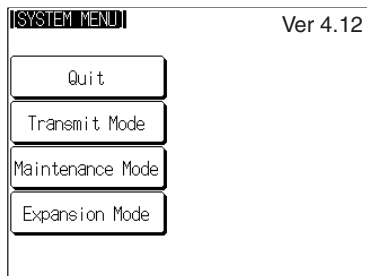 [SYSTEM MENU]
Ver 4.12
Quit
Transmit Mode
Maintenance Mode
Expansion Mode